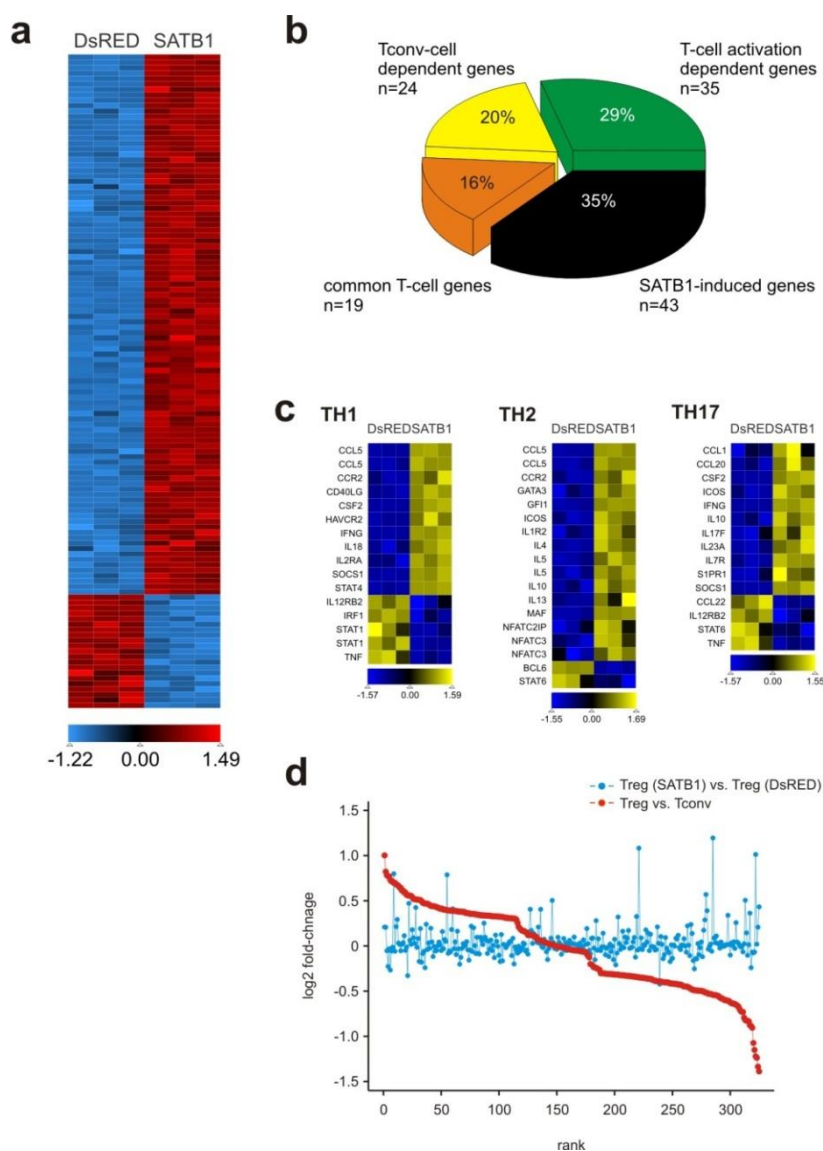 a
DsRED SATB1
-1.22 0.00 1.49
b
Tconv-cell
dependent genes
n=24
T-cell activation
dependent genes
n=35
20%
29%
16%
35%
common T-cell genes
n=19
SATB1-induced genes
n=43
c
TH1
DsREDSATB1
CCL5
CCL5
CCR2
CD40LG
CSF2
HAVCR2
IFNG
IL18
IL2RA
SOCS1
STAT4
IL12RB2
IRF1
STAT1
STAT1
TNF
-1.57 0.00 1.59
TH2
DsREDSATB1
CCL5
CCL5
CCR2
GATA3
GFI1
ICOS
IL1R2
IL4
IL5
IL5
IL10
IL13
MAF
NFATC2IP
NFATC3
NFATC3
BCL6
STAT6
-1.55 0.00 1.69
TH17
DsREDSATB1
CCL1
CCL20
CSF2
ICOS
IFNG
IL10
IL17F
IL23A
IL7R
S1PR1
SOCS1
CCL22
IL12RB2
STAT6
TNF
-1.57 0.00 1.55
d
Treg (SATB1) vs. Treg (DsRED)
Treg vs. Tconv
log2 fold-chnage
1.5
1.0
0.5
0
-0.5
-1.0
-1.5
0 50 100 150 200 250 300
rank